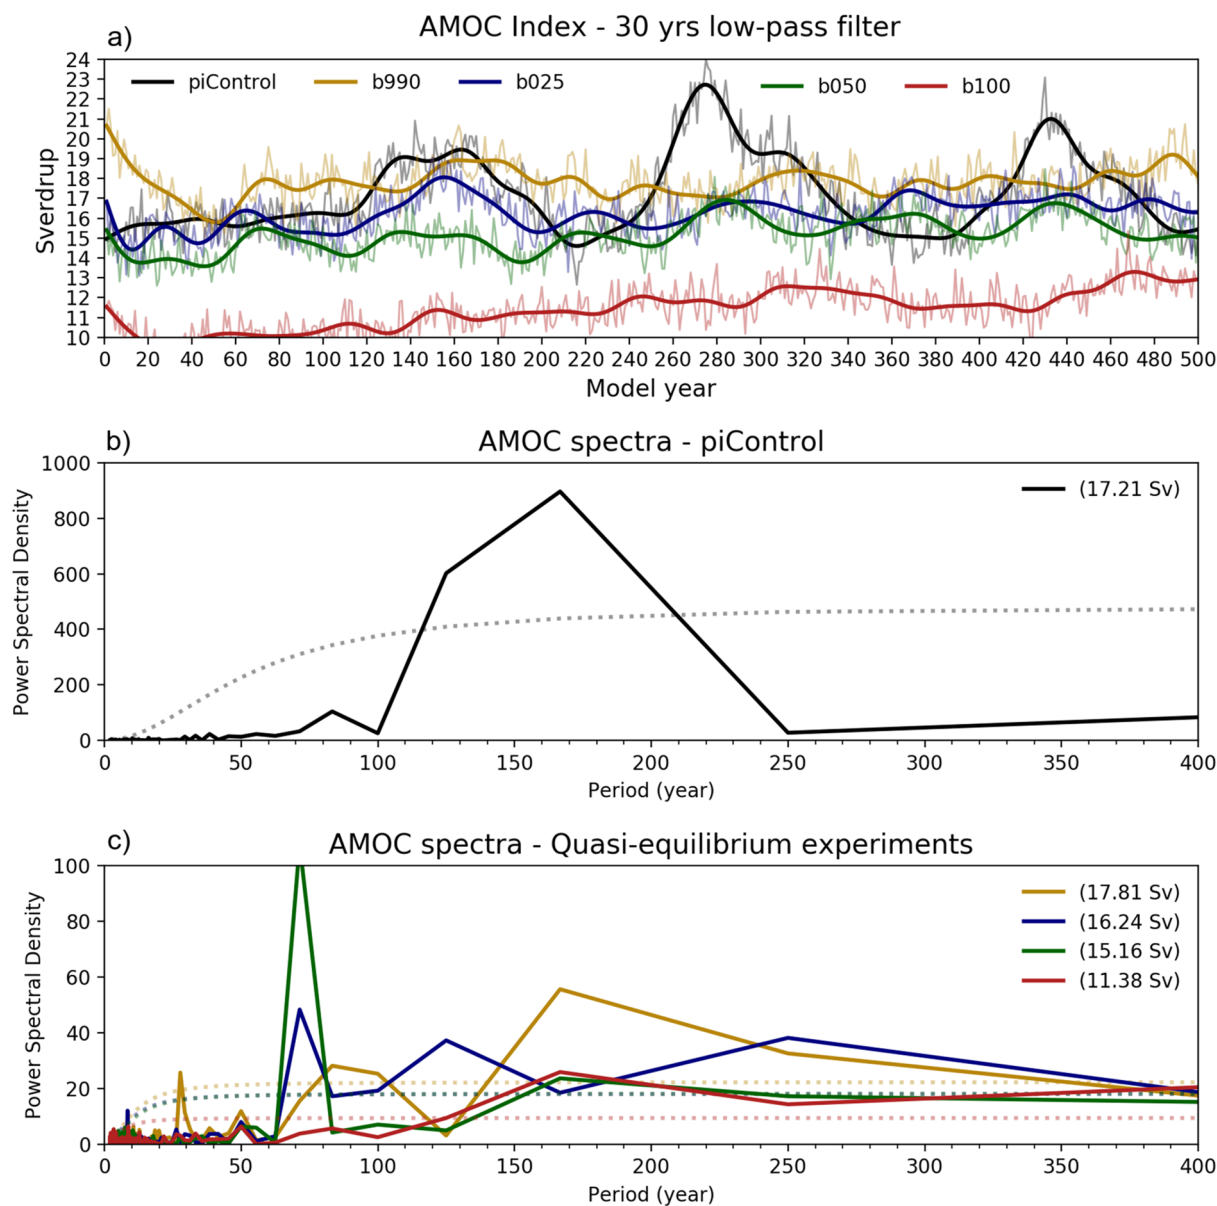 a)
AMOC Index - 30 yrs low-pass filter
24
23
22
21
20
19
18
17
16
15
14
13
12
11
10
Sverdrup
piControl b990 b025 b050 b100
0 20 40 60 80 100 120 140 160 180 200 220 240 260 280 300 320 340 360 380 400 420 440 460 480 500
Model year
b)
AMOC spectra - piControl
1000
800
600
400
200
0
Power Spectral Density
(17.21 Sv)
0 50 100 150 200 250 300 350 400
Period (year)
c)
AMOC spectra - Quasi-equilibrium experiments
100
80
60
40
20
0
Power Spectral Density
(17.81 Sv)
(16.24 Sv)
(15.16 Sv)
(11.38 Sv)
0 50 100 150 200 250 300 350 400
Period (year)